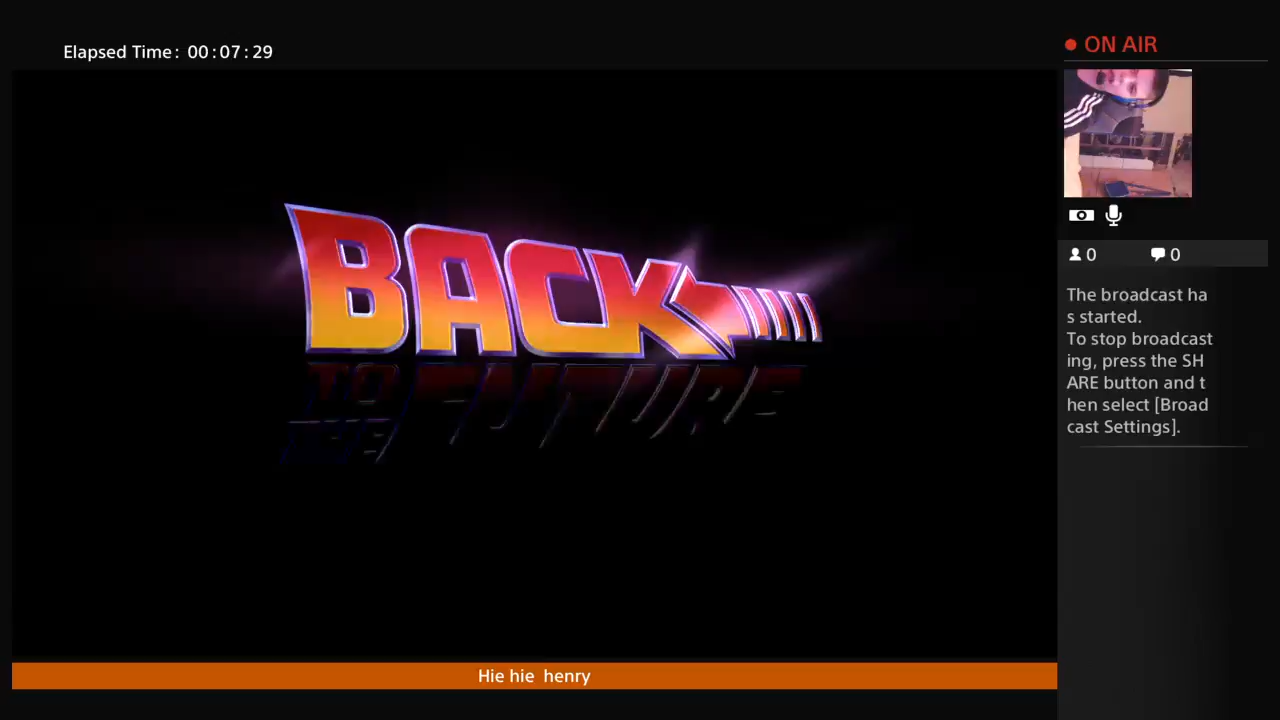 Elapsed Time: 00:07:29
ON AIR
0 0
The broadcast ha
s started.
To stop broadcast
ing, press the SH
ARE button and t
hen select [Broad
cast Settings].
BACK
TO FUTURE
THE
Hie hie  henry